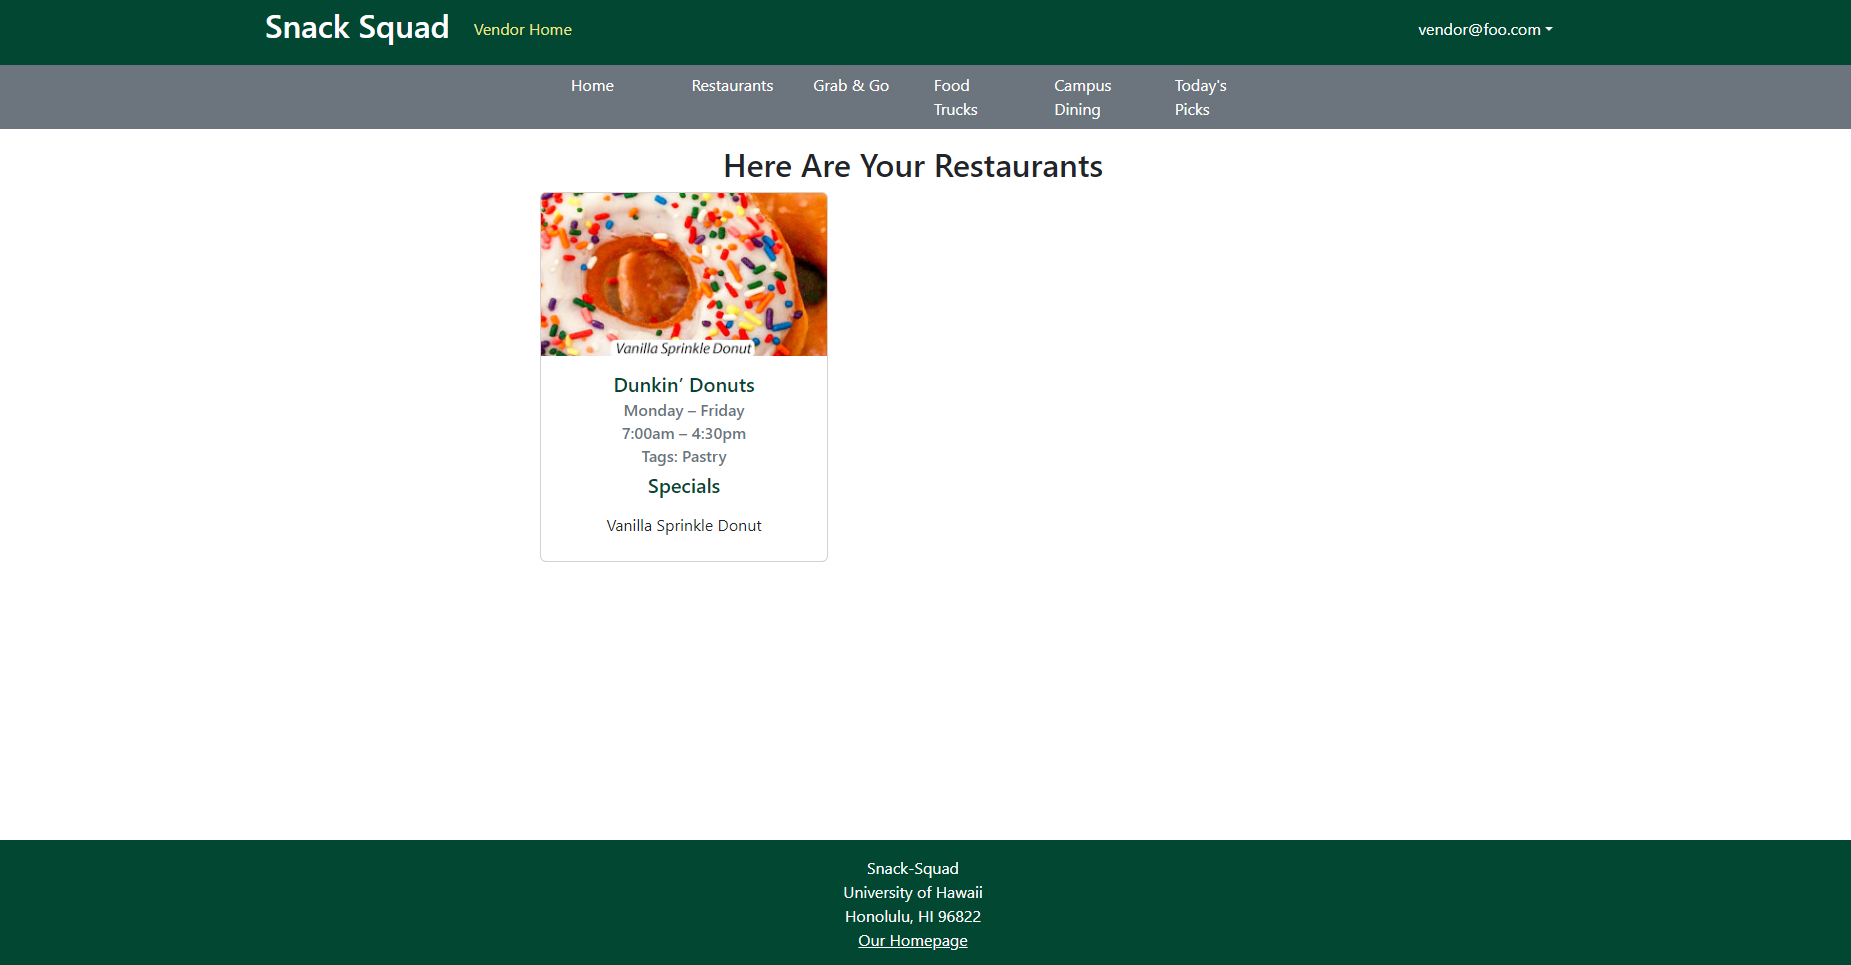 Snack Squad
Vendor Home
vendor@foo.com
Home
Restaurants
Grab & Go
Food
Trucks
Campus
Dining
Today's
Picks
Here Are Your Restaurants
Vanilla Sprinkle Donut
Dunkin’ Donuts
Monday – Friday
7:00am – 4:30pm
Tags: Pastry
Specials
Vanilla Sprinkle Donut
Snack-Squad
University of Hawaii
Honolulu, HI 96822
Our Homepage